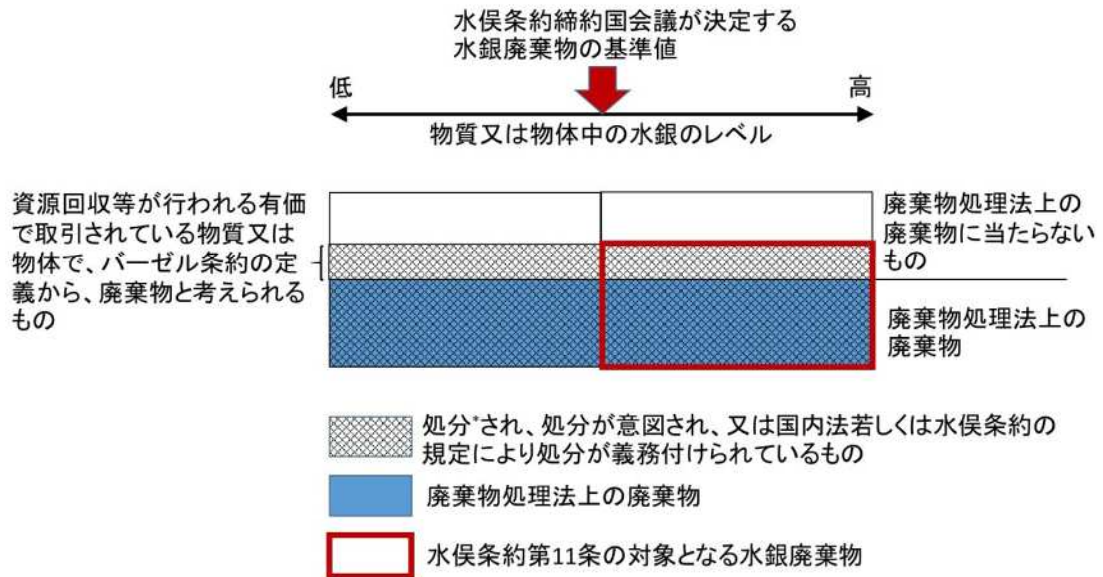 水俣条約締約国会議が決定する
水銀廃棄物の基準値
低
高
物質又は物体中の水銀のレベル
資源回収等が行われる有価
で取引されている物質又は
物体で、バーゼル条約の定
義から、廃棄物と考えられる
もの
廃棄物処理法上の
廃棄物に当たらない
もの
廃棄物処理法上の
廃棄物
処分*され、処分が意図され、又は国内法若しくは水俣条約の
規定により処分が義務付けられているもの
廃棄物処理法上の廃棄物
水俣条約第11条の対象となる水銀廃棄物